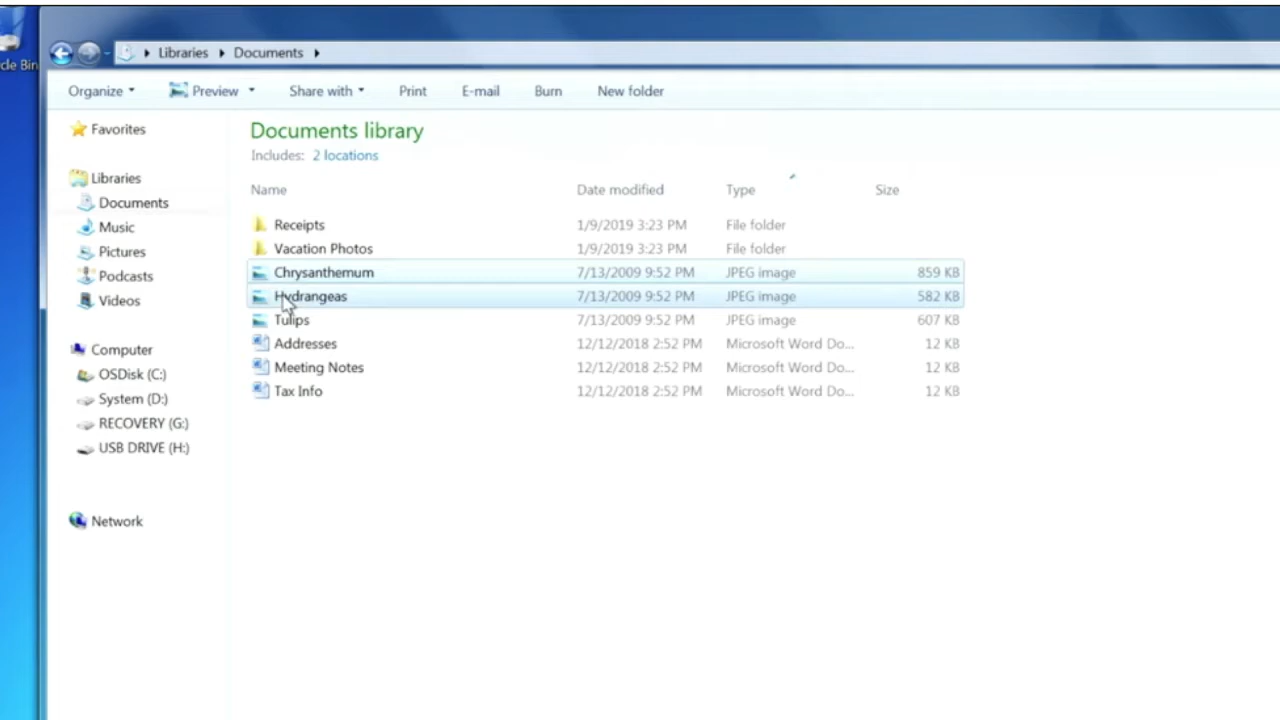 cle Bin
Libraries Documents
Organize Preview Share with Print E-mail Burn New folder
Favorites
Libraries
Documents
Music
Pictures
Podcasts
Videos
Computer
OSDisk (C:)
System (D:)
RECOVERY (G:)
USB DRIVE (H:)
Network
Documents library
Includes: 2 locations
Name Date modified Type Size
Receipts 1/9/2019 3:23 PM File folder
Vacation Photos 1/9/2019 3:23 PM File folder
Chrysanthemum 7/13/2009 9:52 PM JPEG image 859 KB
Hydrangeas 7/13/2009 9:52 PM JPEG image 582 KB
Tulips 7/13/2009 9:52 PM JPEG image 607 KB
Addresses 12/12/2018 2:52 PM Microsoft Word Do... 12 KB
Meeting Notes 12/12/2018 2:52 PM Microsoft Word Do... 12 KB
Tax Info 12/12/2018 2:52 PM Microsoft Word Do... 12 KB